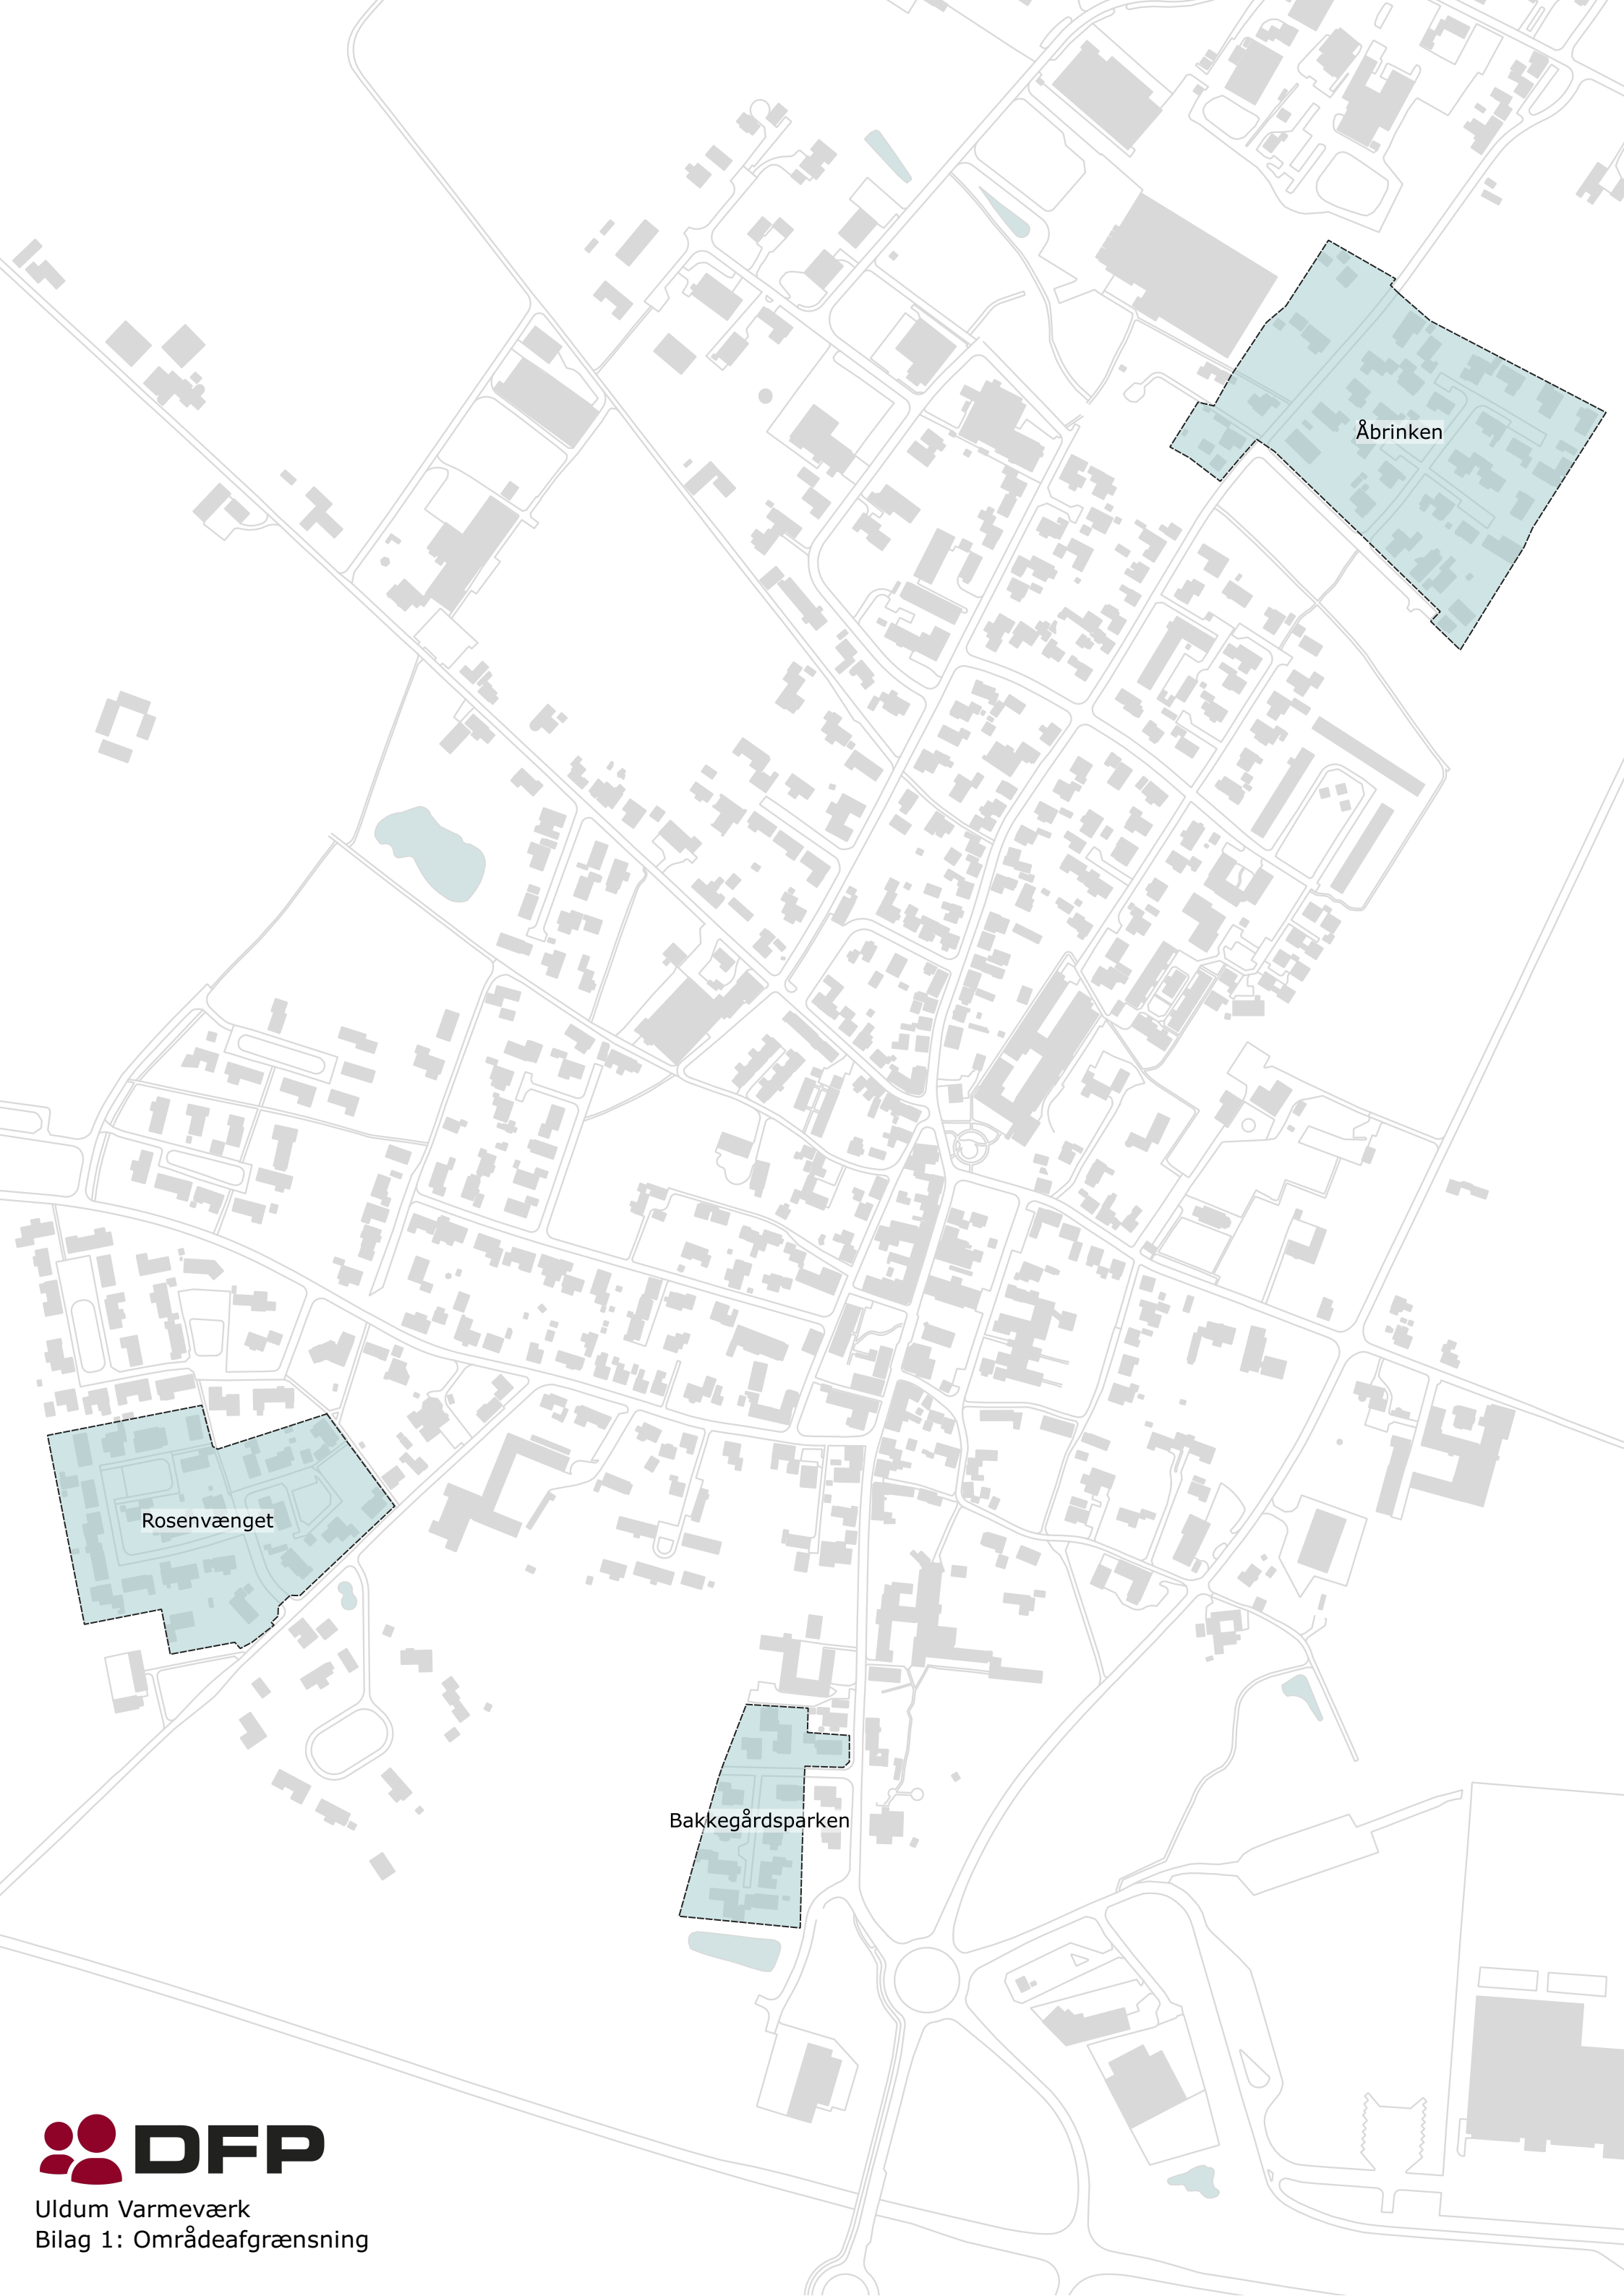 Åbrinken
Rosenvænget
Bakkegårdsparken
DFP
Uldum Varmeværk
Bilag 1: Områdeafgrænsning